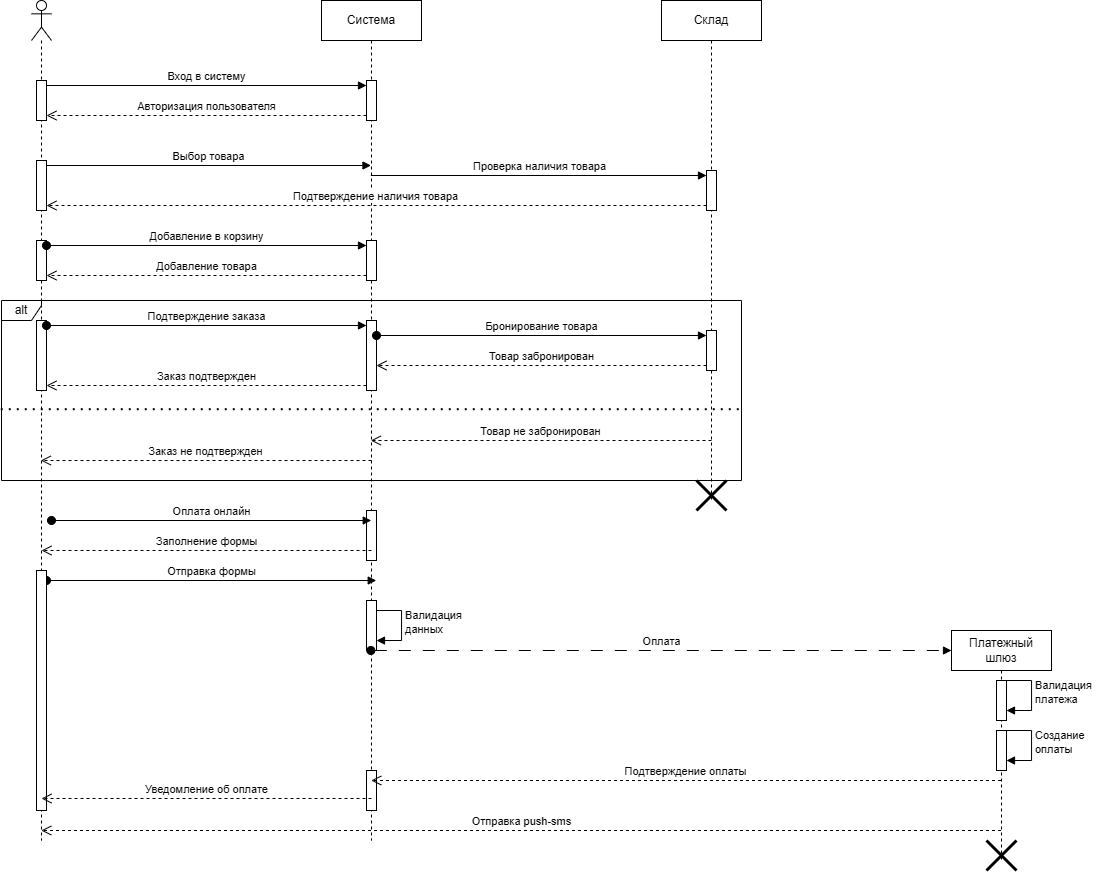 Система
Склад
Вход в систему
Авторизация пользователя
Выбор товара
Проверка наличия товара
Подтверждение наличия товара
Добавление в корзину
Добавление товара
alt
Подтверждение заказа
Бронирование товара
Товар забронирован
Заказ подтвержден
Товар не забронирован
Заказ не подтвержден
Оплата онлайн
Заполнение формы
Отправка формы
Валидация
данных
Оплата
Платежный
шлюз
Валидация
платежа
Создание
оплаты
Подтверждение оплаты
Уведомление об оплате
Отправка push-sms